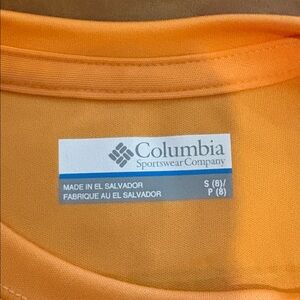 Columbia
Sportswear Company
MADE IN EL SALVADOR
FABRIQUE AU EL SALVADOR
S (8)/
P (8)